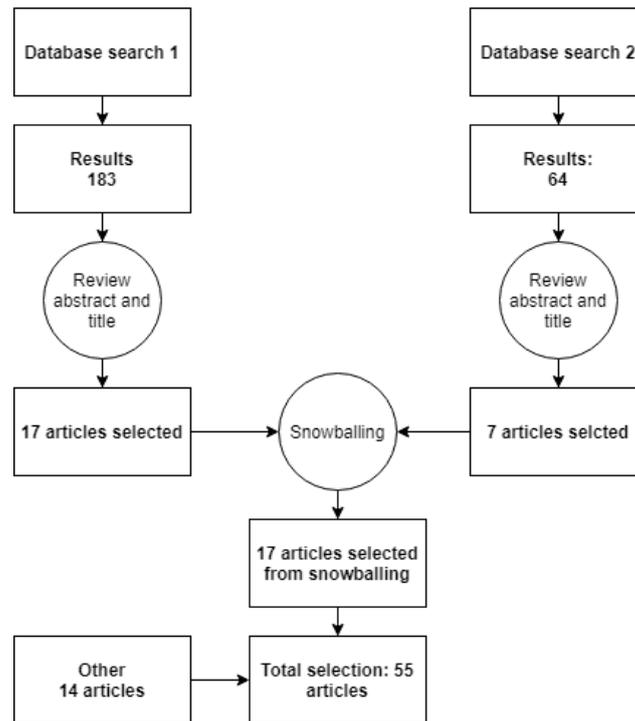 Database search 1
Database search 2
Results
183
Results:
64
Review
abstract and
title
Review
abstract and
title
17 articles selected
Snowballing
7 articles selcted
17 articles selected
from snowballing
Other
14 articles
Total selection: 55
articles